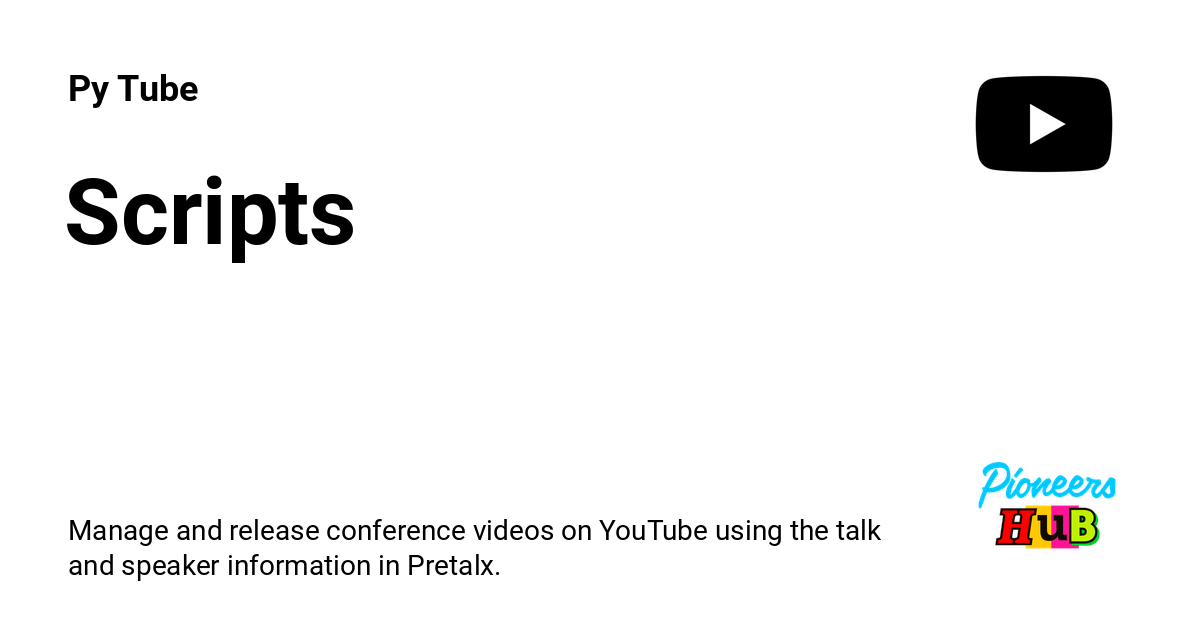 Py Tube
Scripts
Manage and release conference videos on YouTube using the talk
and speaker information in Pretalx.
Pioneers
HuB